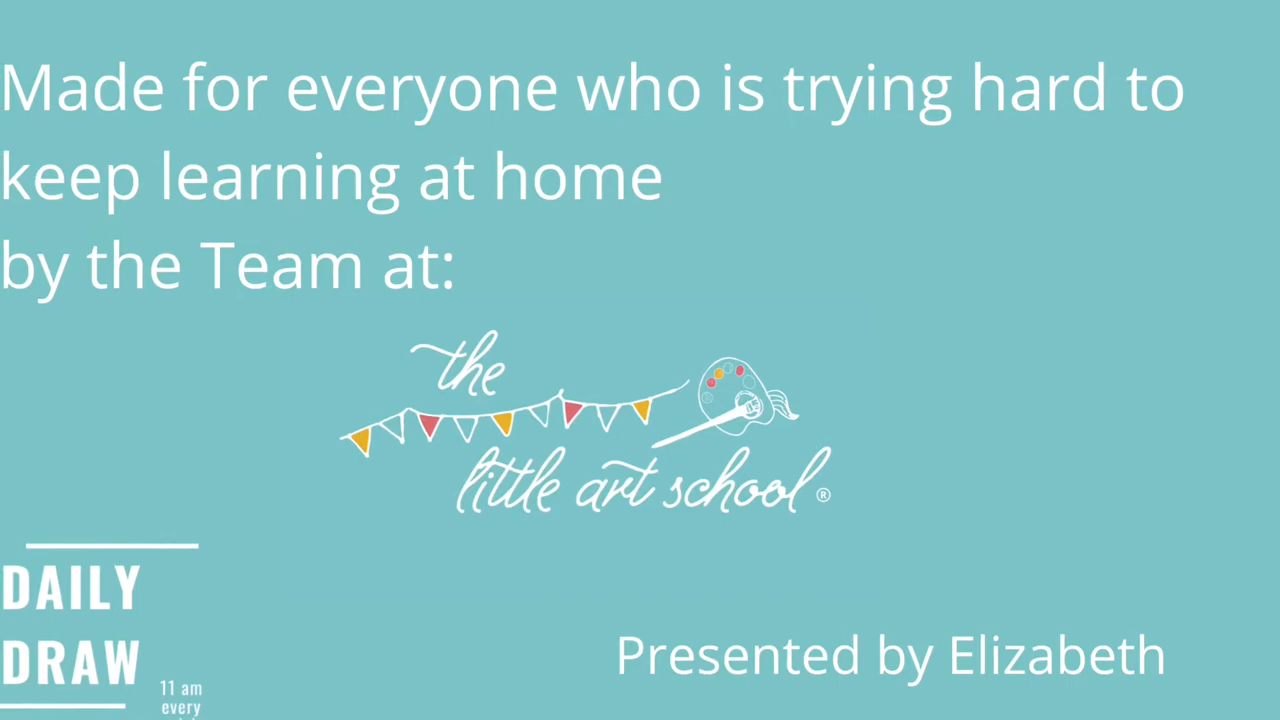 Made for everyone who is trying hard to
keep learning at home
by the Team at:
the
little art school®
DAILY
DRAW
11 am
every
Presented by Elizabeth